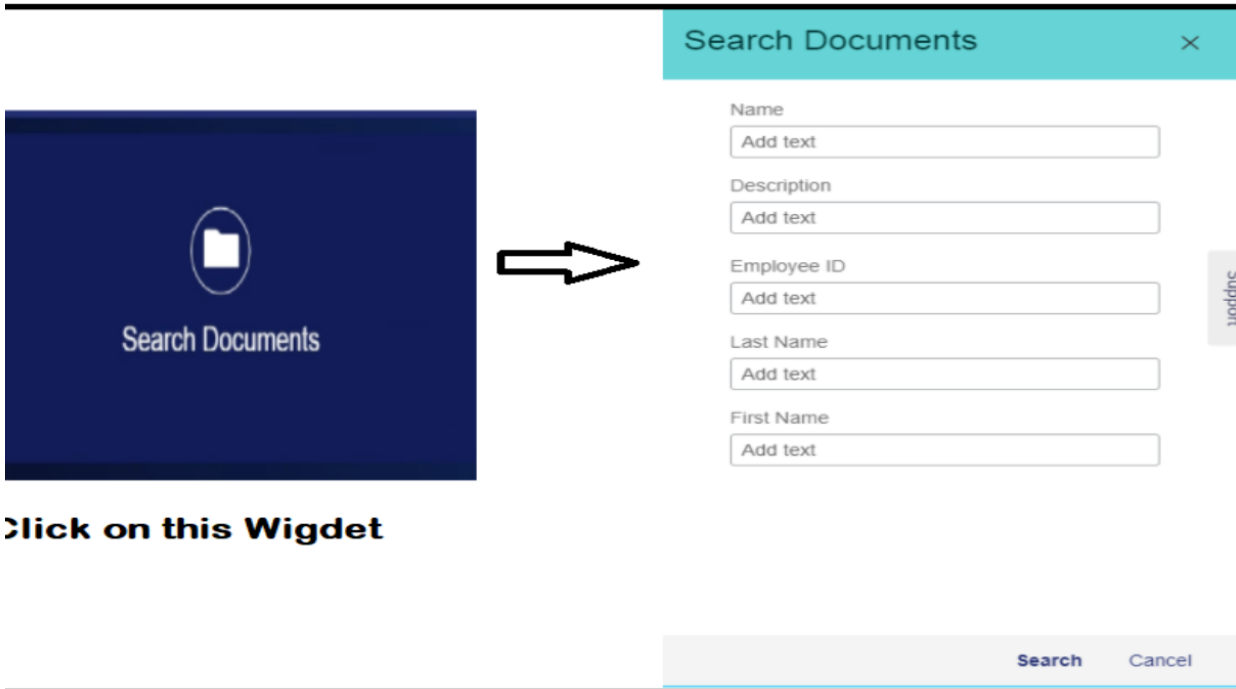 Search Documents
Click on this Wigdet
Search Documents
×
Name
Add text
Description
Add text
Employee ID
Add text
Last Name
Add text
First Name
Add text
Support
Search Cancel